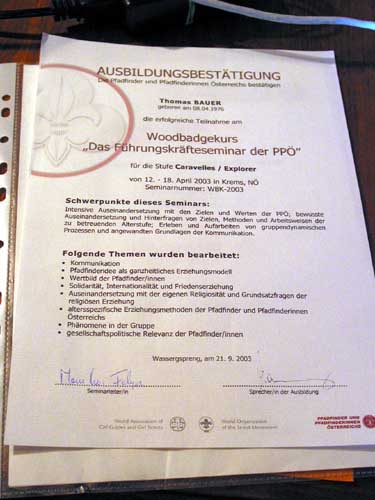 AUSBILDUNGSBESTÄTIGUNG
Die Pfadfinder und Pfadfinderinnen Österreichs bestätigen
Thomas BAUER
geboren am 08.04.1976
die erfolgreiche Teilnahme am
Woodbadgekurs
„Das Führungskräfteseminar der PPÖ"
für die Stufe Caravelles / Explorer
von 12. - 18. April 2003 in Krems, NÖ
Seminarnummer: WBK-2003
Schwerpunkte dieses Seminars:
Intensive Auseinandersetzung mit den Zielen und Werten der PPÖ; bewusste
Auseinandersetzung und Hinterfragen von Zielen, Methoden und Arbeitsweisen der
zu betreuenden Altersstufe; Erleben und Aufarbeiten von gruppendynamischen
Prozessen und angewandten Grundlagen der Kommunikation.
Folgende Themen wurden bearbeitet:
• Kommunikation
• Pfadfinderidee als ganzheitliches Erziehungsmodell
• Wertbild der Pfadfinder/innen
• Solidarität, Internationalität und Friedenserziehung
• Auseinandersetzung mit der eigenen Religiosität und Grundsatzfragen der
religiösen Erziehung
• altersspezifische Erziehungsmethoden der Pfadfinder und Pfadfinderinnen
Österreichs
• Phänomene in der Gruppe
• gesellschaftspolitische Relevanz der Pfadfinder/innen
Wassergspreng, am 21. 9. 2003
Seminarleiter/in
Sprecher/in der Ausbildung
World Association of
Girl Guides and Girl Scouts
World Organization
of the Scout Movement
PFADFINDER UND
PFADFINDERINNEN
ÖSTERREICHS